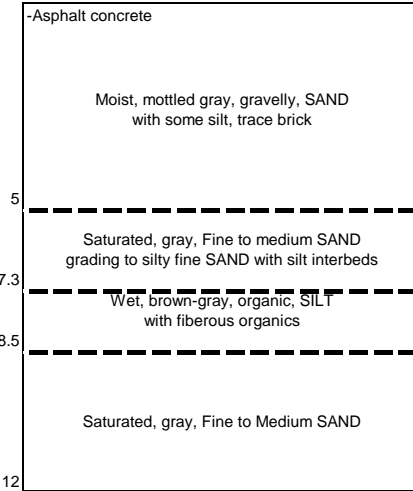 -Asphalt concrete
Moist, mottled gray, gravelly, SAND
with some silt, trace brick
5
Saturated, gray, Fine to medium SAND
grading to silty fine SAND with silt interbeds
7.3
Wet, brown-gray, organic, SILT
with fiberous organics
8.5
Saturated, gray, Fine to Medium SAND
12